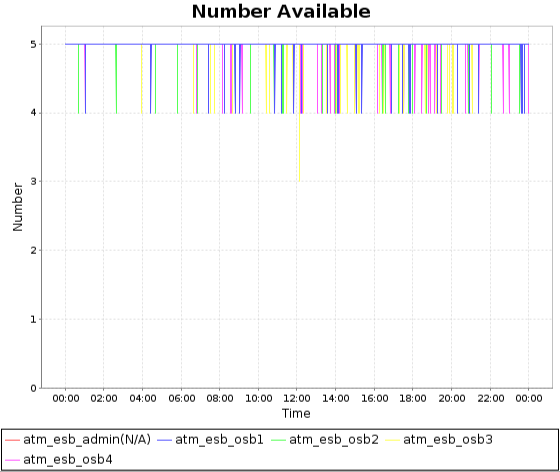 Number Available
5
4
3
2
1
0
Number
00:00 02:00 04:00 06:00 08:00 10:00 12:00 14:00 16:00 18:00 20:00 22:00 00:00
Time
atm_esb_admin(N/A) atm_esb_osb1 atm_esb_osb2 atm_esb_osb3
atm_esb_osb4